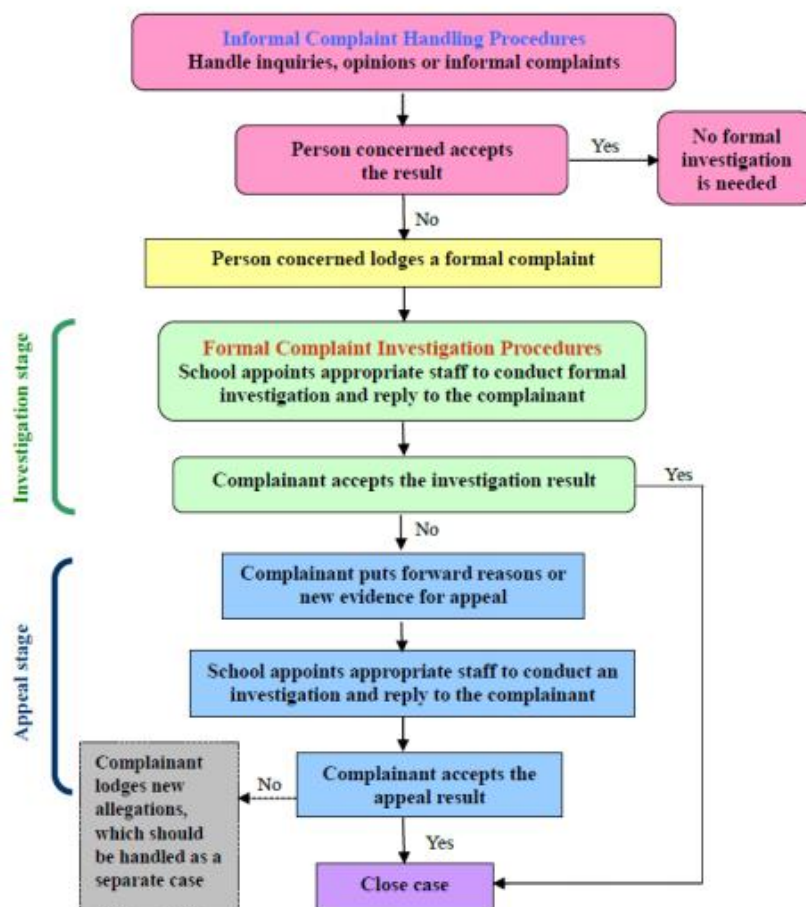 Informal Complaint Handling Procedures
Handle inquiries, opinions or informal complaints
Person concerned accepts
the result
Yes
No formal
investigation
is needed
No
Person concerned lodges a formal complaint
Investigation stage
Formal Complaint Investigation Procedures
School appoints appropriate staff to conduct formal
investigation and reply to the complainant
Complainant accepts the investigation result
Yes
No
Appeal stage
Complainant puts forward reasons or
new evidence for appeal
School appoints appropriate staff to conduct an
investigation and reply to the complainant
Complainant accepts the
appeal result
No
Complainant
lodges new
allegations,
which should
be handled as a
separate case
Yes
Close case